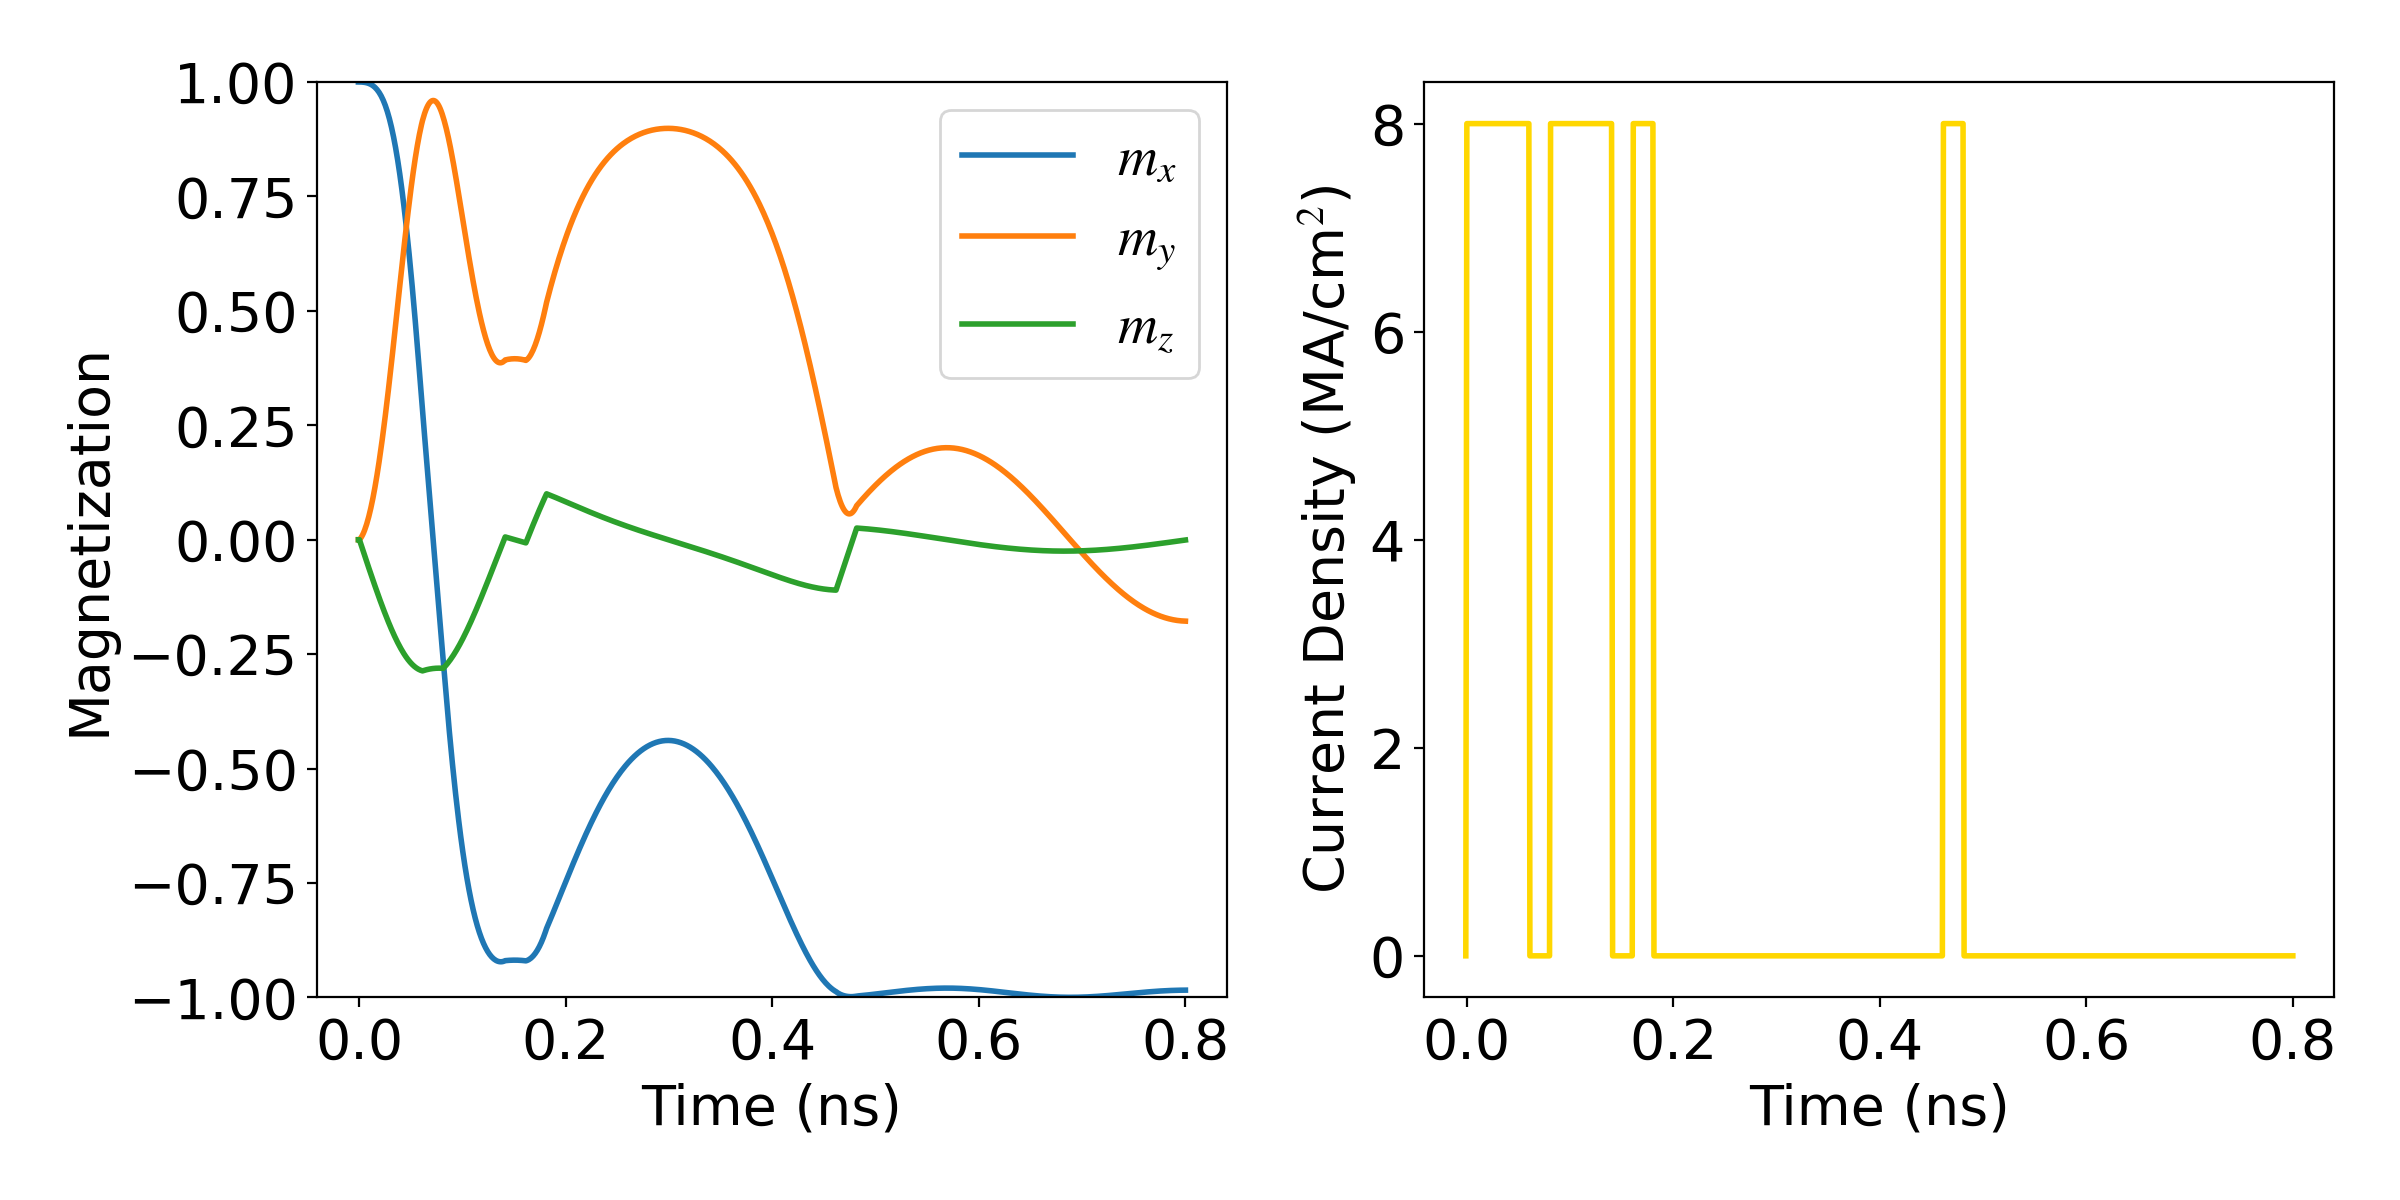 Magnetization
1.00
0.75
0.50
0.25
0.00
−0.25
−0.50
−0.75
−1.00
0.0 0.2 0.4 0.6 0.8
Time (ns)
$m_x$
$m_y$
$m_z$
Current Density (MA/cm²)
8
6
4
2
0
0.0 0.2 0.4 0.6 0.8
Time (ns)